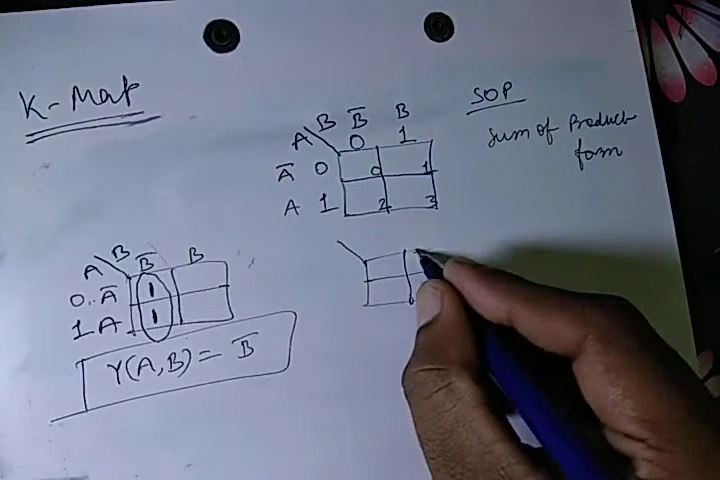 K-Map
SOP
Sum of Product
form
A B B̅ B
0 1
A̅ 0 0 1
A 1 2 3
A B B̅ B
0.. A̅ 1
1 A 1
Y(A,B) = B̅